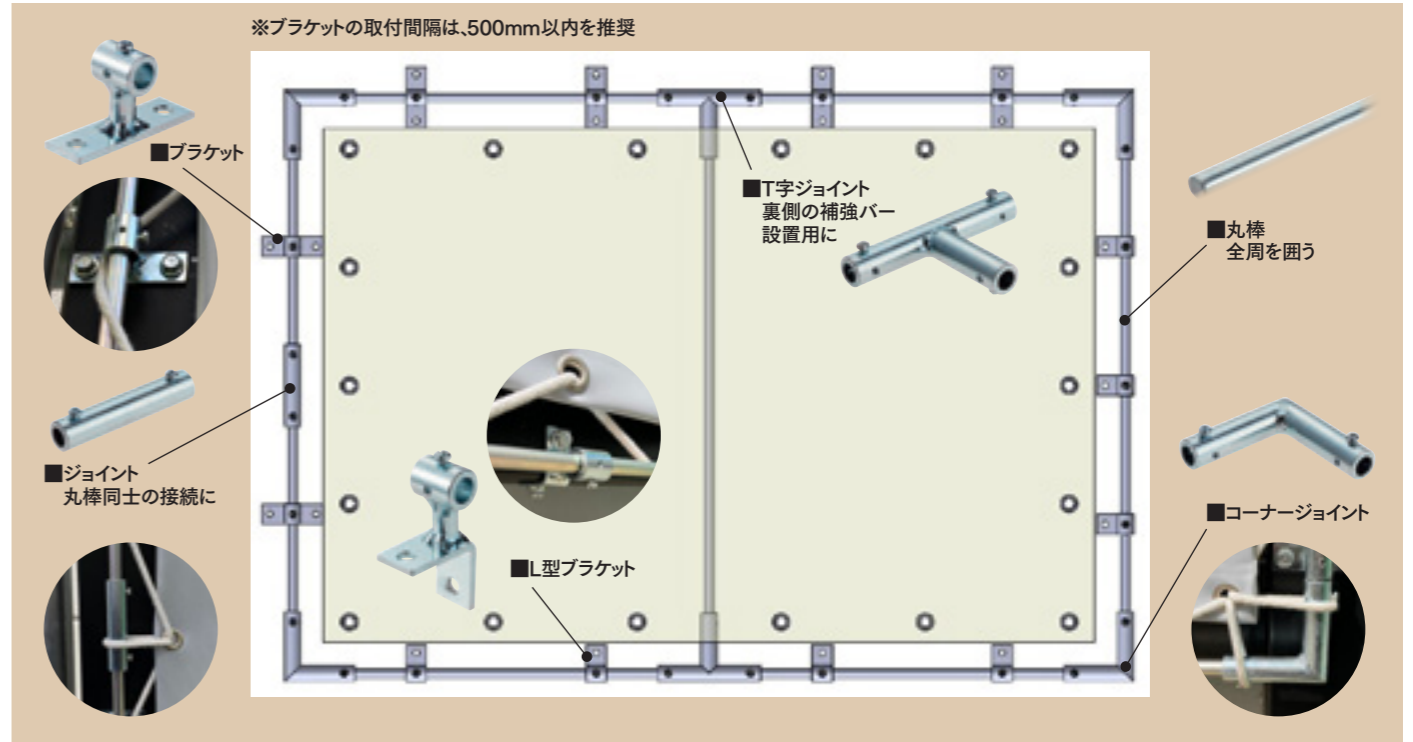 ※ブラケットの取付間隔は、500mm以内を推奨
■ブラケット
■T字ジョイント
裏側の補強バー
設置用に
■丸棒
全周を囲う
■ジョイント
丸棒同士の接続に
■L型ブラケット
■コーナージョイント